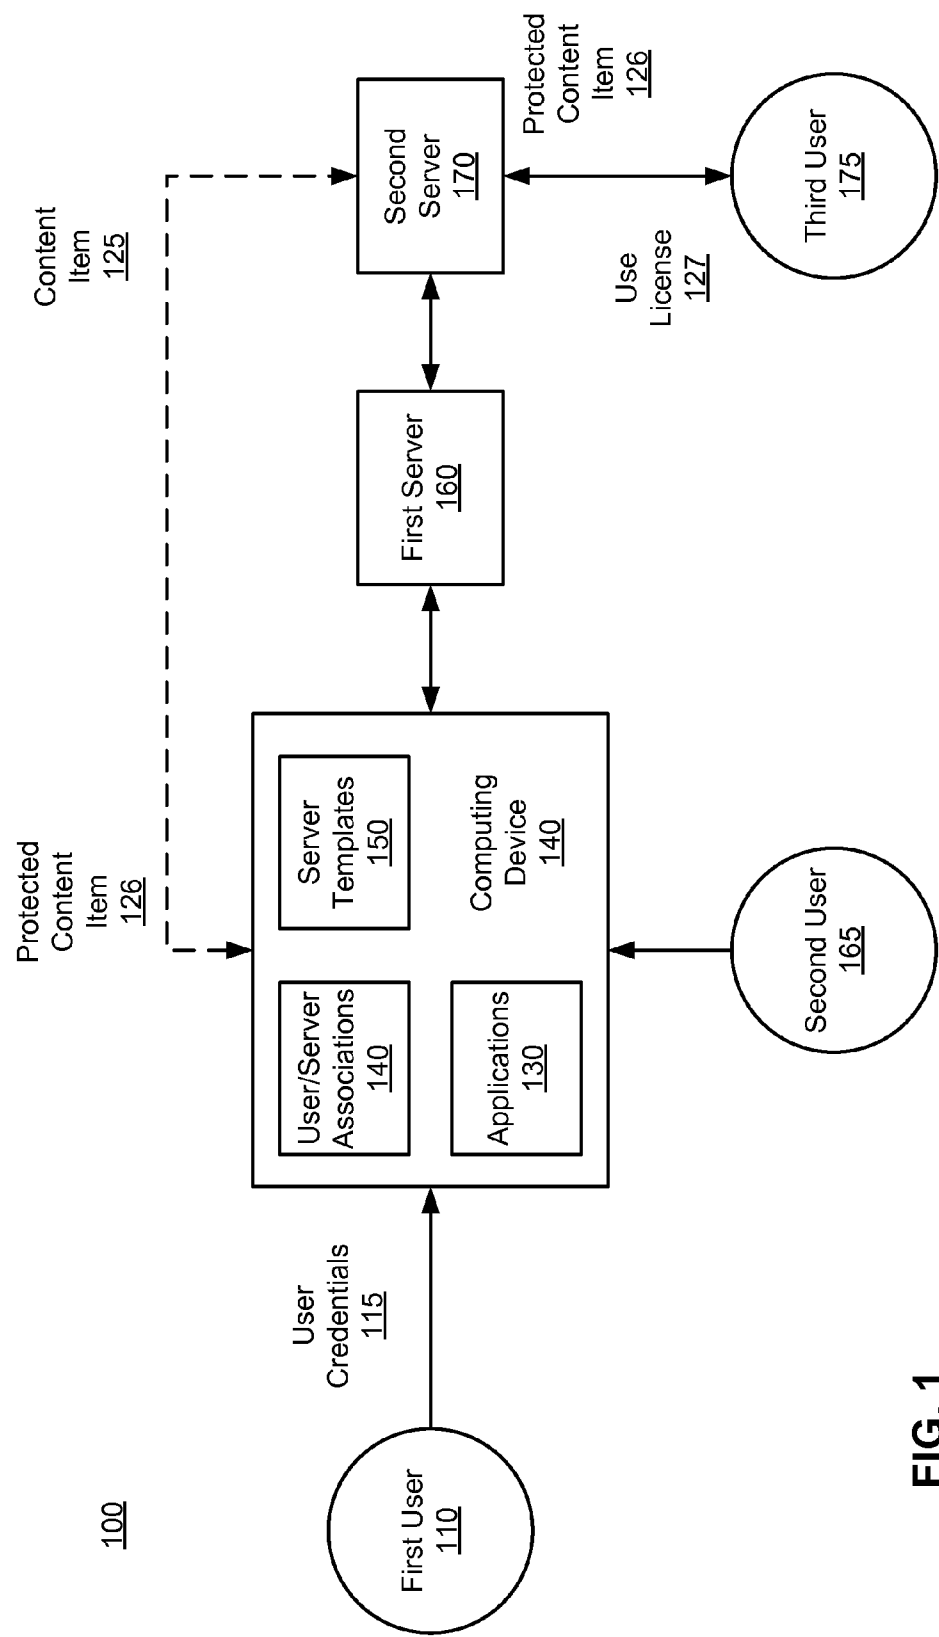 100
First User
110
User
Credentials
115
User/Server
Associations
140
Server
Templates
150
Applications
130
Computing
Device
140
Second User
165
Protected
Content
Item
126
Content
Item
125
First Server
160
Second
Server
170
Protected
Content
Item
126
Use
License
127
Third User
175
FIG. 1